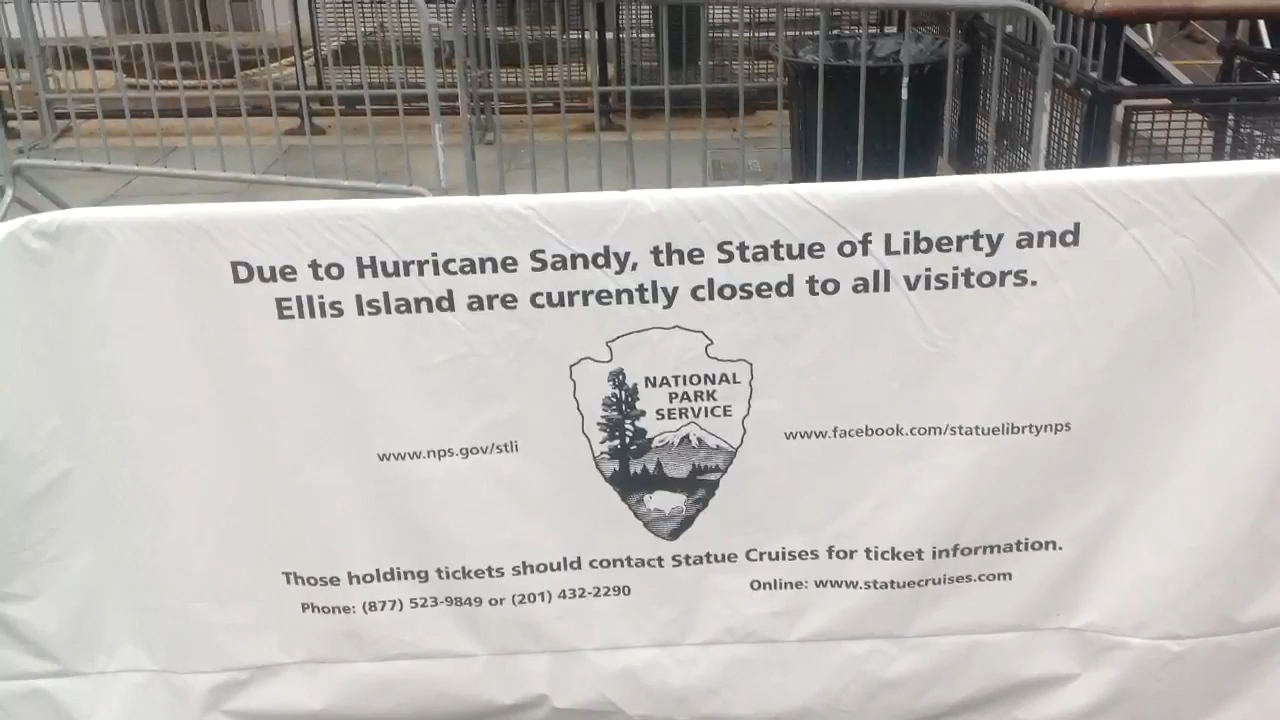 Due to Hurricane Sandy, the Statue of Liberty and
Ellis Island are currently closed to all visitors.
NATIONAL
PARK
SERVICE
www.nps.gov/stli
www.facebook.com/statuelibrtynps
Those holding tickets should contact Statue Cruises for ticket information.
Phone: (877) 523-9849 or (201) 432-2290
Online: www.statuecruises.com